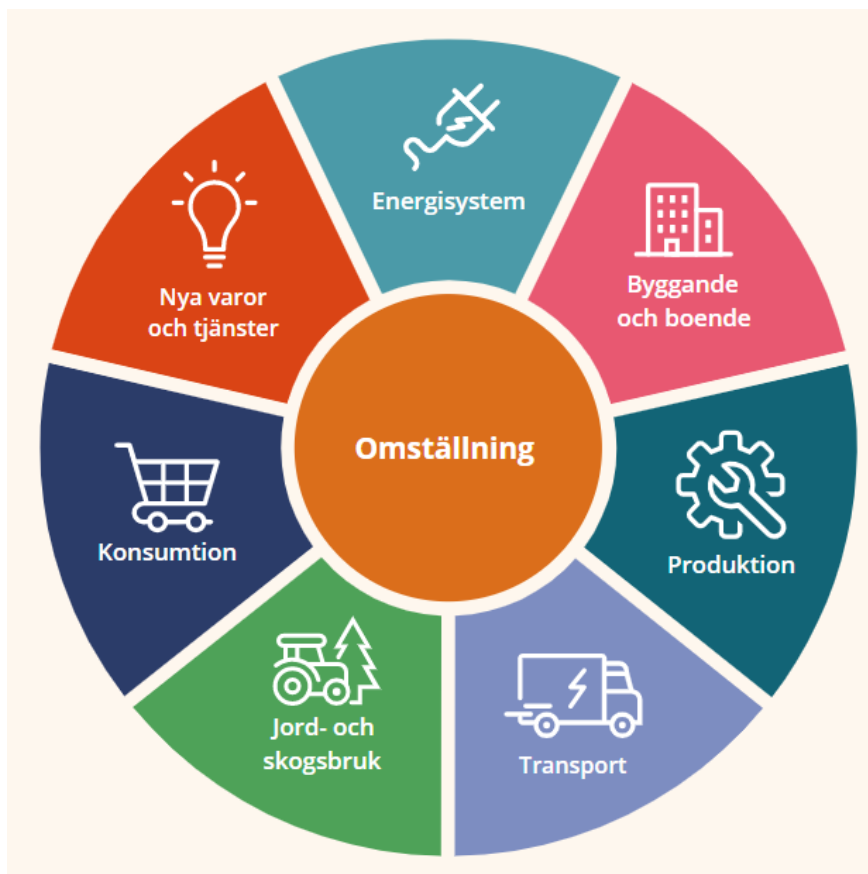 Energisystem
Byggande
och boende
Produktion
Transport
Jord- och
skogsbruk
Konsumtion
Nya varor
och tjänster
Omställning